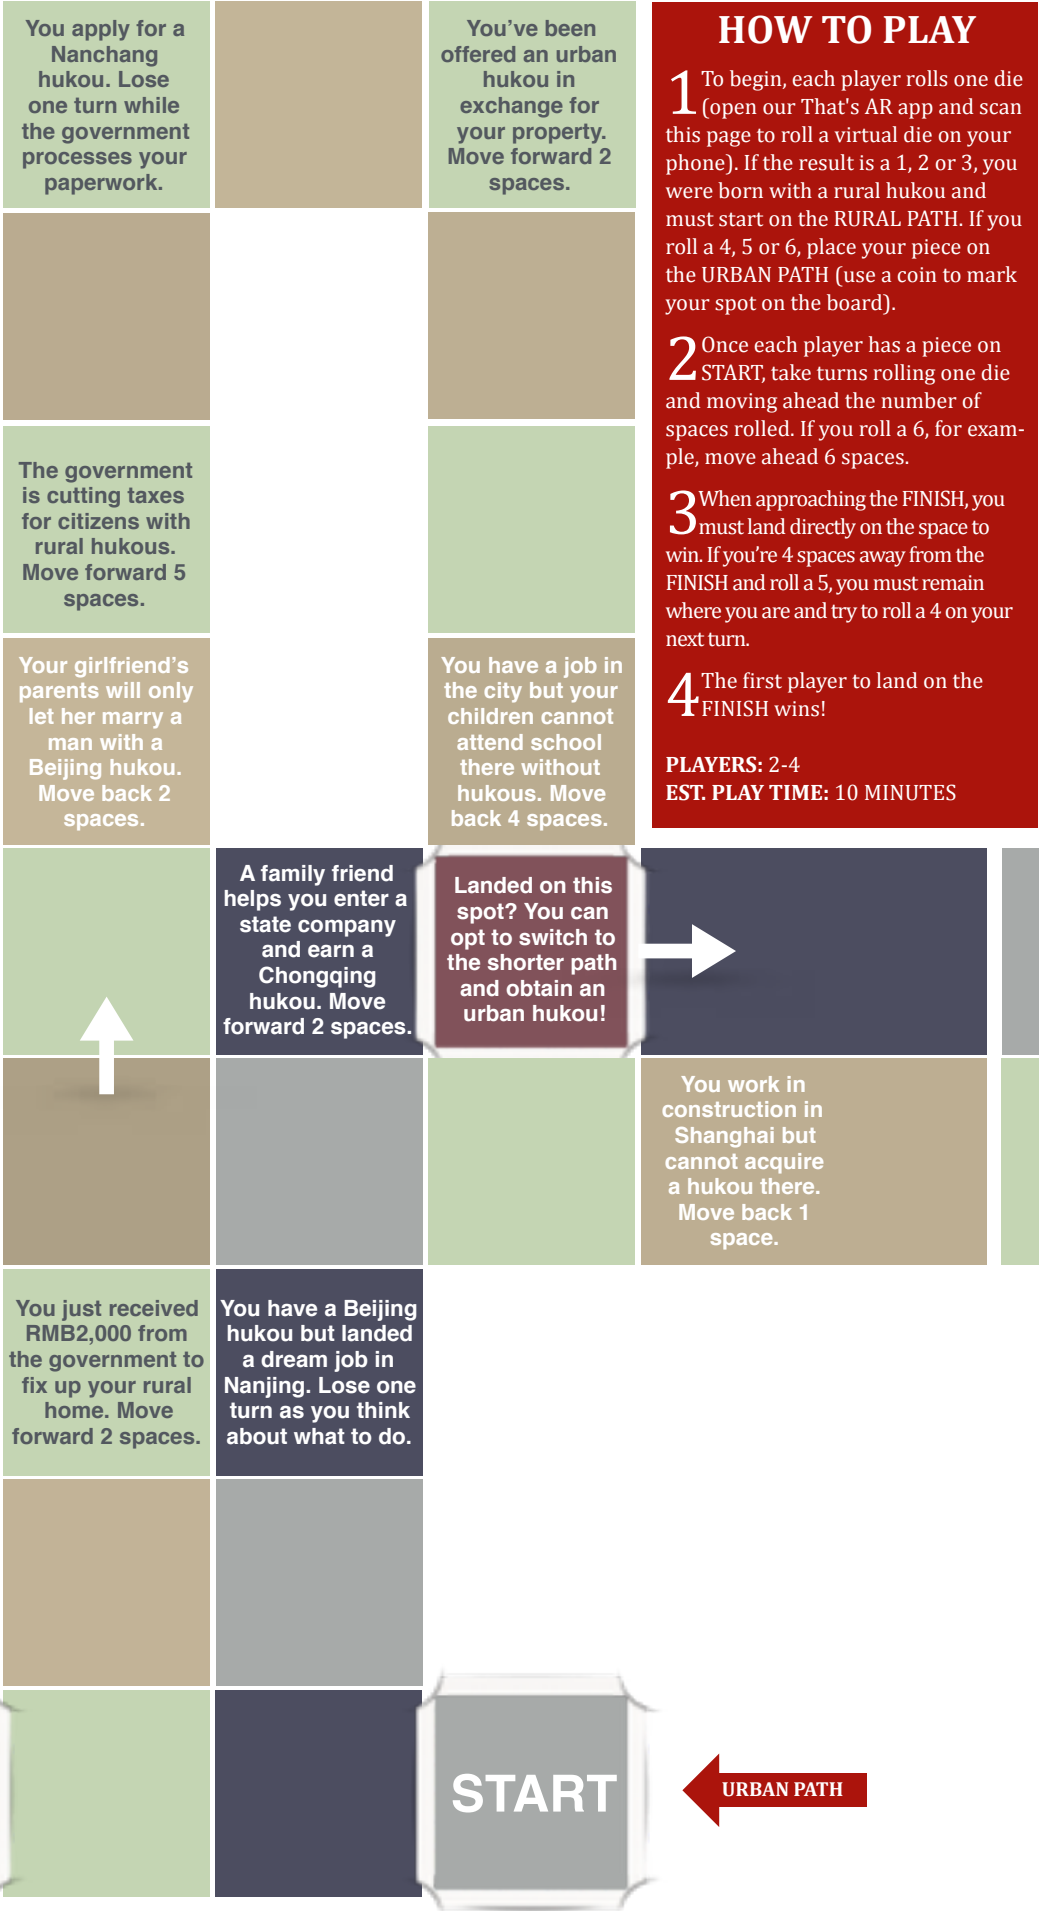 You apply for a
Nanchang
hukou. Lose
one turn while
the government
processes your
paperwork.
You’ve been
offered an urban
hukou in
exchange for
your property.
Move forward 2
spaces.
HOW TO PLAY
1 To begin, each player rolls one die
(open our That's AR app and scan
this page to roll a virtual die on your
phone). If the result is a 1, 2 or 3, you
were born with a rural hukou and
must start on the RURAL PATH. If you
roll a 4, 5 or 6, place your piece on
the URBAN PATH (use a coin to mark
your spot on the board).
2 Once each player has a piece on
START, take turns rolling one die
and moving ahead the number of
spaces rolled. If you roll a 6, for exam-
ple, move ahead 6 spaces.
3 When approaching the FINISH, you
must land directly on the space to
win. If you’re 4 spaces away from the
FINISH and roll a 5, you must remain
where you are and try to roll a 4 on your
next turn.
4 The first player to land on the
FINISH wins!
PLAYERS: 2-4
EST. PLAY TIME: 10 MINUTES
The government
is cutting taxes
for citizens with
rural hukous.
Move forward 5
spaces.
Your girlfriend’s
parents will only
let her marry a
man with a
Beijing hukou.
Move back 2
spaces.
You have a job in
the city but your
children cannot
attend school
there without
hukous. Move
back 4 spaces.
A family friend
helps you enter a
state company
and earn a
Chongqing
hukou. Move
forward 2 spaces.
Landed on this
spot? You can
opt to switch to
the shorter path
and obtain an
urban hukou!
You work in
construction in
Shanghai but
cannot acquire
a hukou there.
Move back 1
space.
You just received
RMB2,000 from
the government to
fix up your rural
home. Move
forward 2 spaces.
You have a Beijing
hukou but landed
a dream job in
Nanjing. Lose one
turn as you think
about what to do.
START
URBAN PATH